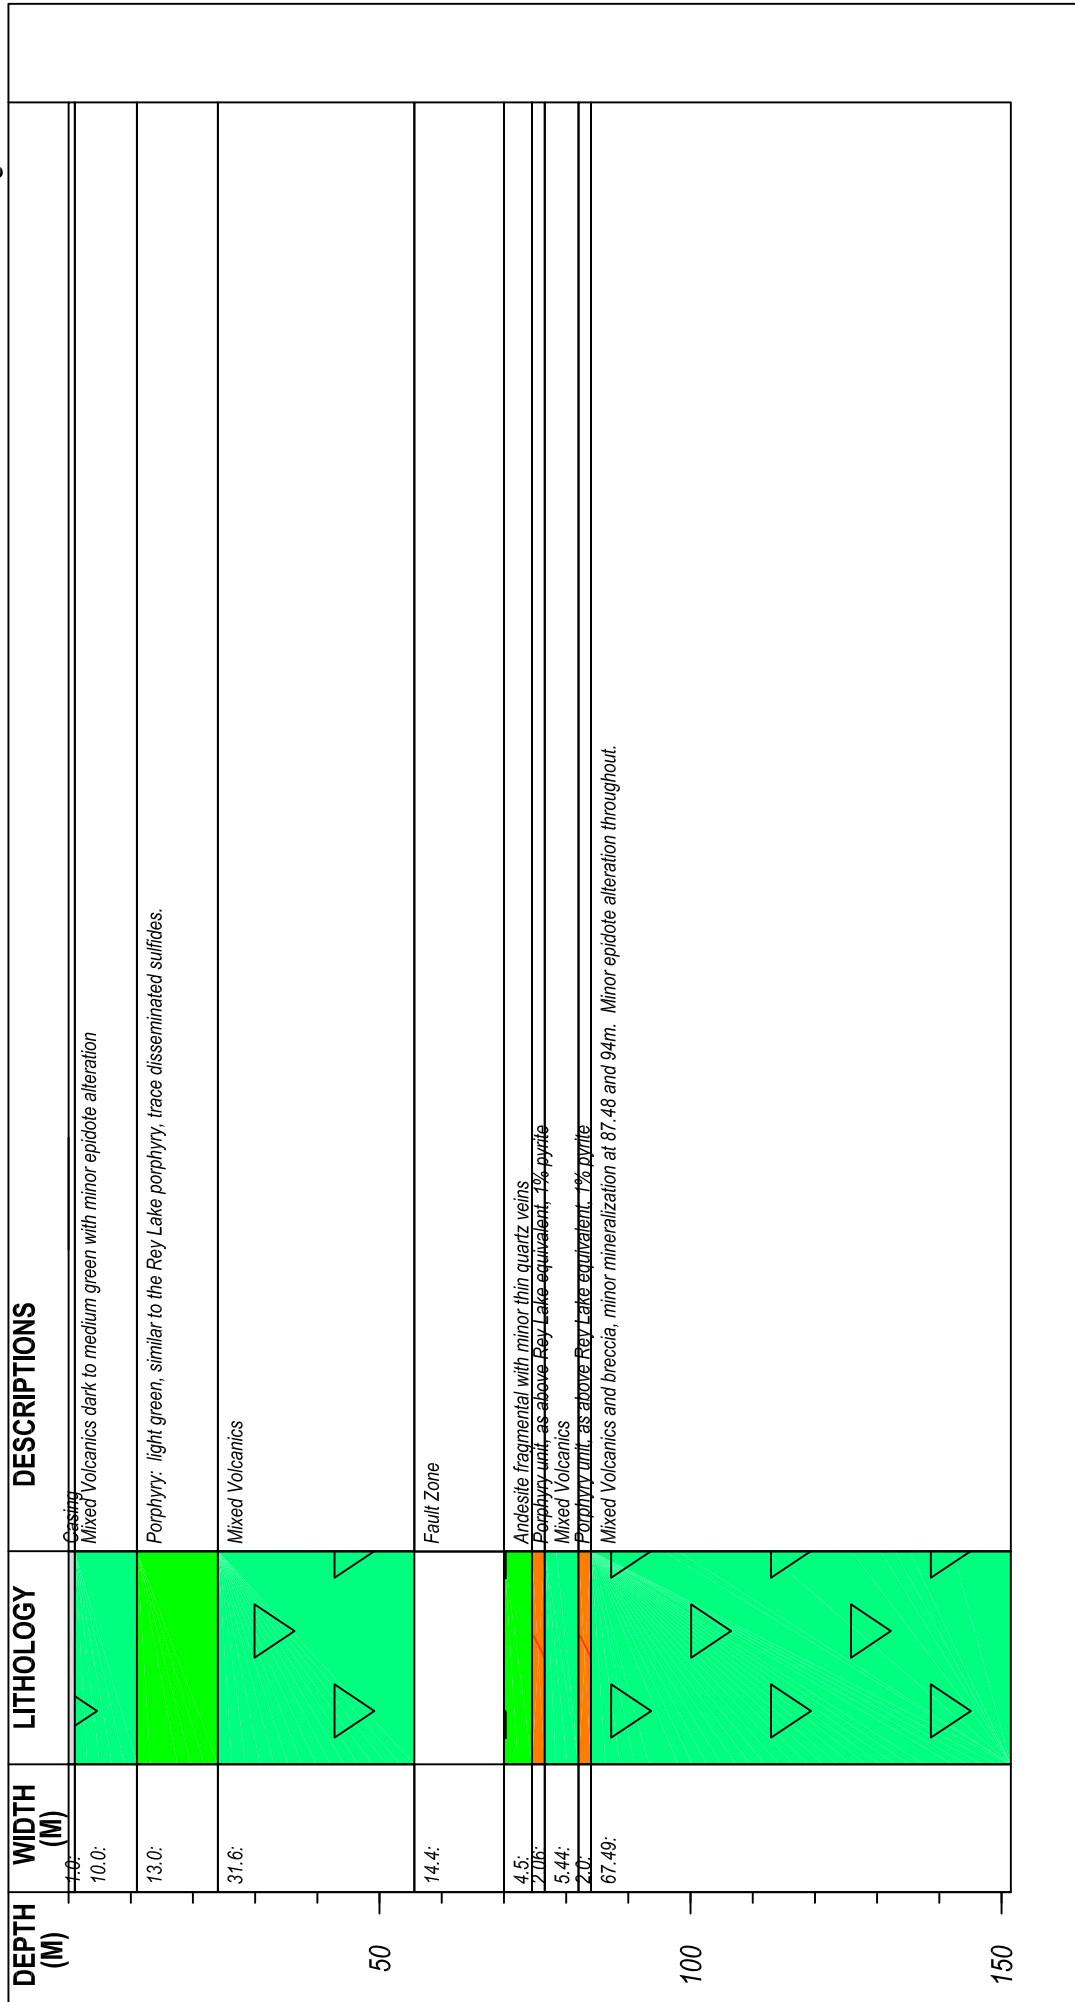 DEPTH (M)
WIDTH (M)
LITHOLOGY
DESCRIPTIONS
1.0:
Casing
10.0:
Mixed Volcanics dark to medium green with minor epidote alteration
13.0:
Porphyry: light green, similar to the Rey Lake porphyry, trace disseminated sulfides.
31.6:
Mixed Volcanics
50
14.4:
Fault Zone
4.5:
Andesite fragmental with minor thin quartz veins
2.06:
Porphyry unit, as above Rey Lake equivalent, 1% pyrite
5.44:
Mixed Volcanics
2.0:
Porphyry unit, as above Rey Lake equivalent, 1% pyrite
67.49:
Mixed Volcanics and breccia, minor mineralization at 87.48 and 94m. Minor epidote alteration throughout.
100
150